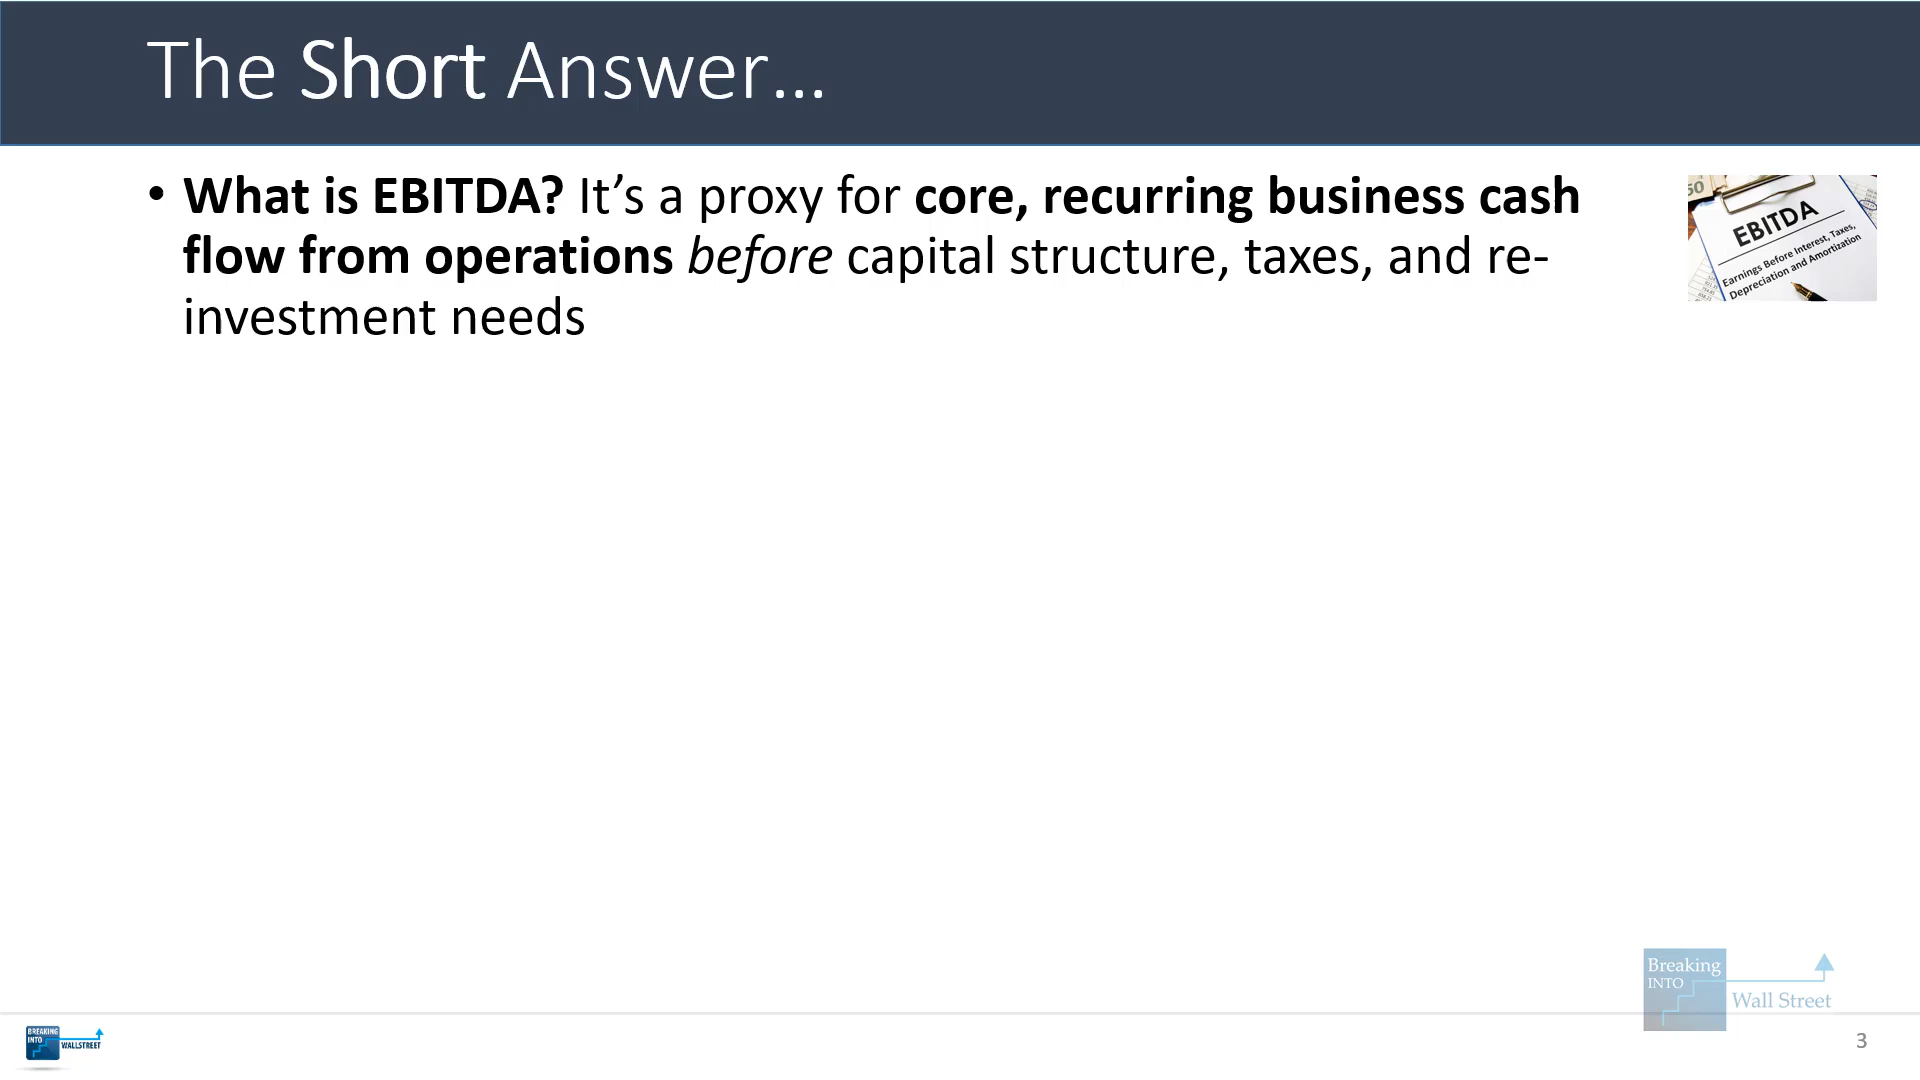 The Short Answer...
• What is EBITDA? It’s a proxy for core, recurring business cash
flow from operations before capital structure, taxes, and re-
investment needs
50
EBITDA
Earnings Before Interest, Taxes,
Depreciation and Amortization
Breaking
INTO
Wall Street
BREAKING
INTO
WALLSTREET
3